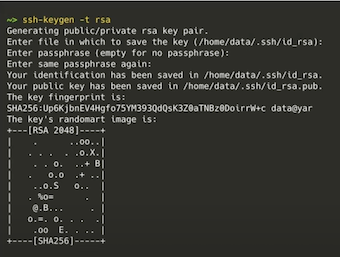 ~> ssh-keygen -t rsa
Generating public/private rsa key pair.
Enter file in which to save the key (/home/data/.ssh/id_rsa):
Enter passphrase (empty for no passphrase):
Enter same passphrase again:
Your identification has been saved in /home/data/.ssh/id_rsa.
Your public key has been saved in /home/data/.ssh/id_rsa.pub.
The key fingerprint is:
SHA256:Up6KjbnEV4Hgfo75YM393QdQsK3Z0aTNBz0DoirrW+c data@yar
The key's randomart image is:
+---[RSA 2048]----+
|    .      ..oo..|
|   . . .  . .o.X.|
|    . . o.  ..+ B|
|   .   o.o  .+ ..|
|    ..o.S   o..  |
|   . %o=      .  |
|    @.B...     . |
|   o.=. o. . .  .|
|    .oo  E. . .. |
+----[SHA256]-----+